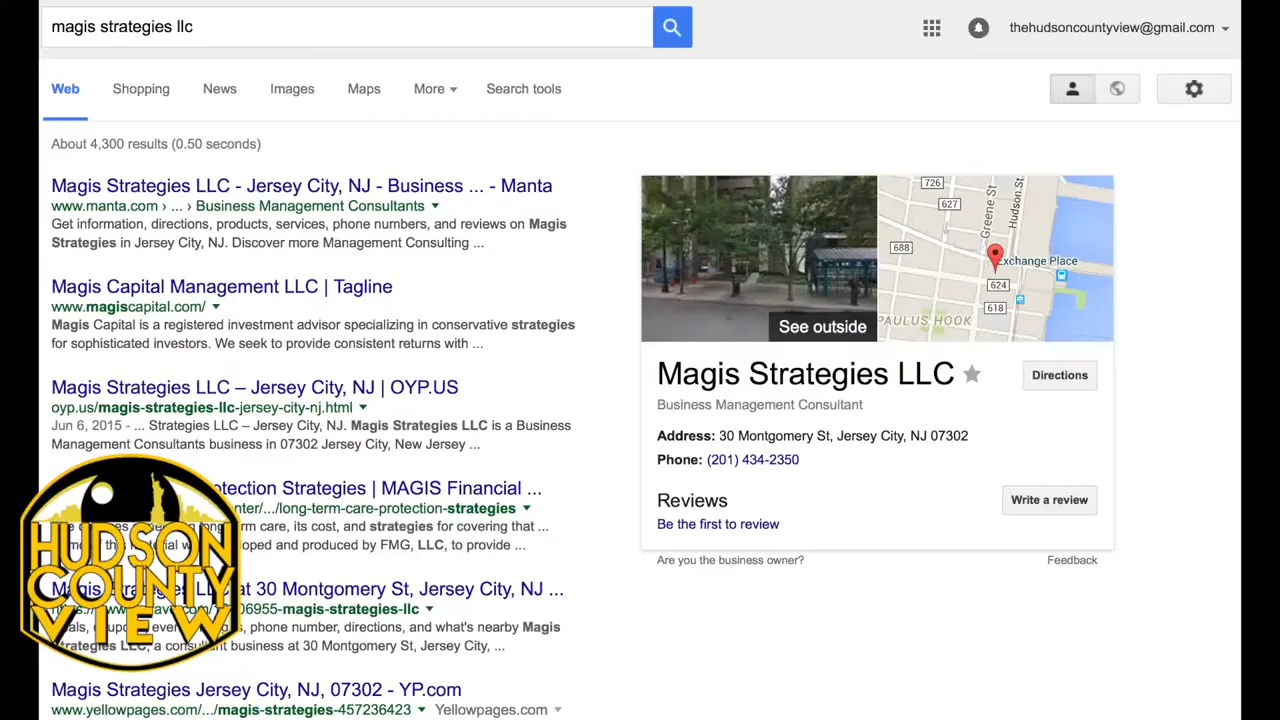 magis strategies llc
thehudsoncountyview@gmail.com
Web Shopping News Images Maps More Search tools
About 4,300 results (0.50 seconds)
Magis Strategies LLC - Jersey City, NJ - Business ... - Manta
www.manta.com › ... › Business Management Consultants
Get information, directions, products, services, phone numbers, and reviews on Magis
Strategies in Jersey City, NJ. Discover more Management Consulting ...
Magis Capital Management LLC | Tagline
www.magiscapital.com/
Magis Capital is a registered investment advisor specializing in conservative strategies
for sophisticated investors. We seek to provide consistent returns with ...
Magis Strategies LLC – Jersey City, NJ | OYP.US
oyp.us/magis-strategies-llc-jersey-city-nj.html
Jun 6, 2015 - ... Strategies LLC – Jersey City, NJ. Magis Strategies LLC is a Business
Management Consultants business in 07302 Jersey City, New Jersey ...
Strategies | MAGIS Financial ...
/long-term-care-protection-strategies
care, its cost, and strategies for covering that ...
and produced by FMG, LLC, to provide ...
at 30 Montgomery St, Jersey City, NJ ...
-magis-strategies-llc
phone number, directions, and what's nearby Magis
business at 30 Montgomery St, Jersey City, ...
Magis Strategies Jersey City, NJ, 07302 - YP.com
www.yellowpages.com/.../magis-strategies-457236423 Yellowpages.com
HUDSON
COUNTY
VIEW
See outside
726
627
688
Greene St
Hudson St
Exchange Place
624
618
PAULUS HOOK
Magis Strategies LLC
Directions
Business Management Consultant
Address: 30 Montgomery St, Jersey City, NJ 07302
Phone: (201) 434-2350
Reviews
Write a review
Be the first to review
Are you the business owner?
Feedback